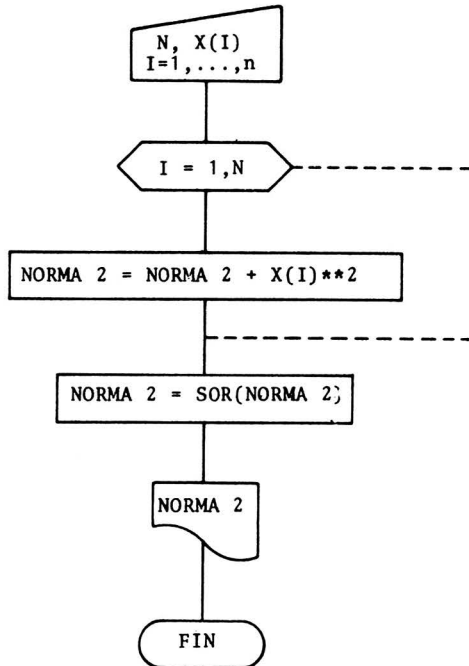 N, X(I)
I=1,...,n
I = 1,N
NORMA 2 = NORMA 2 + X(I)**2
NORMA 2 = SOR(NORMA 2)
NORMA 2
FIN